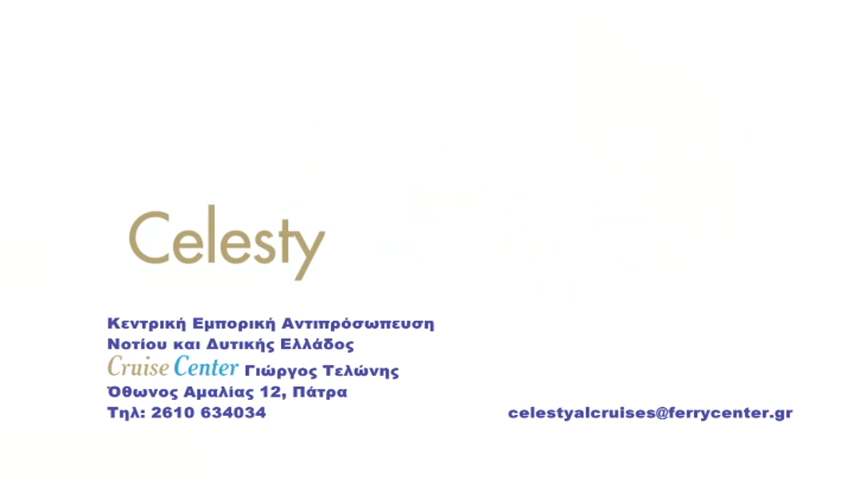 Celesty
Κεντρική Εμπορική Αντιπρόσωπευση
Νοτίου και Δυτικής Ελλάδος
Cruise Center Γιώργος Τελώνης
Όθωνος Αμαλίας 12, Πάτρα
Τηλ: 2610 634034
celestyalcruises@ferrycenter.gr